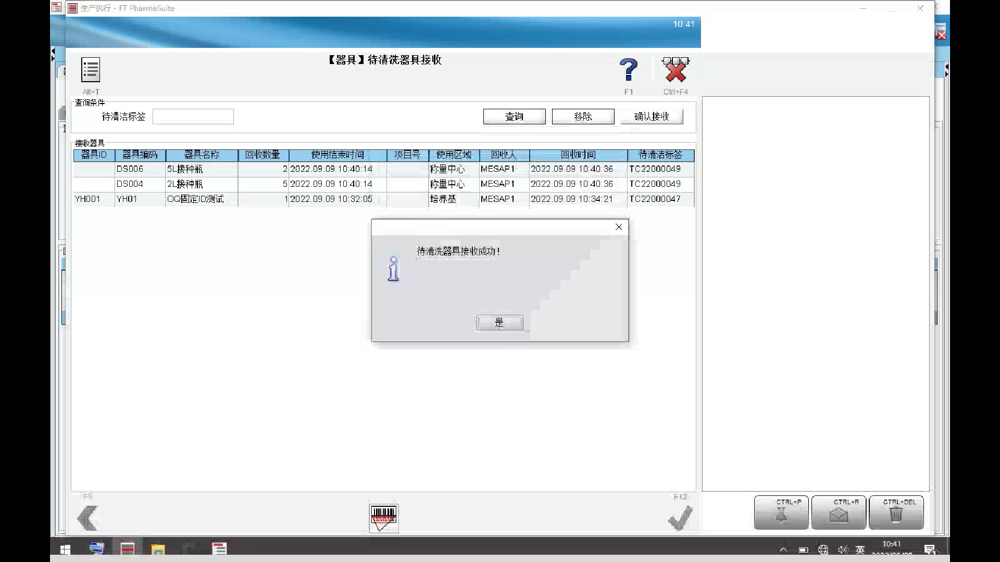 生产执行 - FT PharmaSuite
10:41
【器具】待清洗器具接收
Alt+T
F1
Ctrl+F4
查询条件
待清洁标签
查询
移除
确认接收
接收器具
器具ID 器具编码 器具名称 回收数量 使用结束时间 项目号 使用区域 回收人 回收时间 待清洁标签
DS006 5L接种瓶 2 2022.09.09 10:40:14 称量中心 MESAP1 2022.09.09 10:40:36 TC22000049
DS004 2L接种瓶 5 2022.09.09 10:40:14 称量中心 MESAP1 2022.09.09 10:40:36 TC22000049
YH001 YH01 OQ固定ID测试 1 2022.09.09 10:32:05 培养基 MESAP1 2022.09.09 10:34:21 TC22000047
待清洗器具接收成功！
是
F5
F12
CTRL+P
CTRL+R
CTRL+DEL
英
10:41